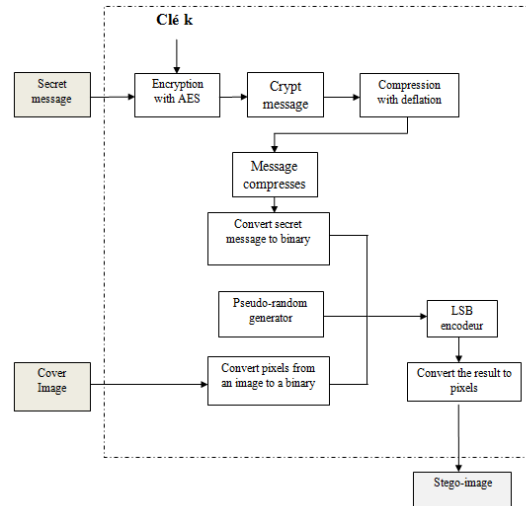 Clé k
Secret
message
Encryption
with AES
Crypt
message
Compression
with deflation
Message
compresses
Convert secret
message to binary
Pseudo-random
generator
LSB
encodeur
Cover
Image
Convert pixels from
an image to a binary
Convert the result to
pixels
Stego-image